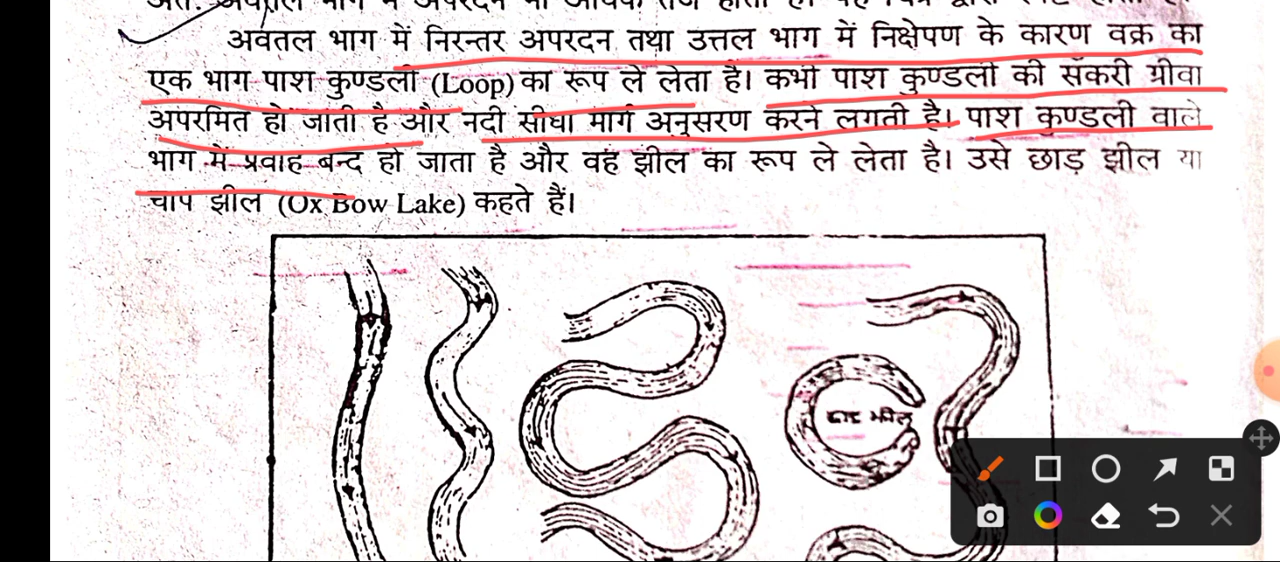 अवतल भाग में निरन्तर अपरदन तथा उत्तल भाग में निक्षेपण के कारण वक्र का
एक भाग पाश कुण्डली (Loop) का रूप ले लेता है। कभी पाश कुण्डली की संकरी ग्रीवा
अपरमित हो जाती है और नदी सीधा मार्ग अनुसरण करने लगती है। पाश कुण्डली वाले
भाग में प्रवाह बन्द हो जाता है और वह झील का रूप ले लेता है। उसे छाड़ झील या
चाप झील (Ox Bow Lake) कहते हैं।
झील